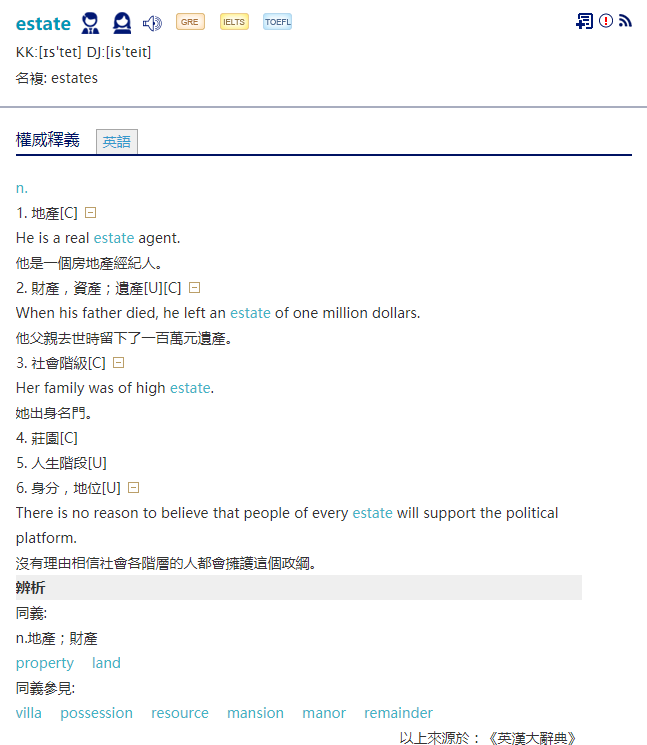 estate GRE IELTS TOEFL
KK:[ɪsˈtet] DJ:[isˈteit]
名複: estates
權威釋義 英語
n.
1. 地產[C]
He is a real estate agent.
他是一個房地產經紀人。
2. 財產，資產；遺產[U][C]
When his father died, he left an estate of one million dollars.
他父親去世時留下了一百萬元遺產。
3. 社會階級[C]
Her family was of high estate.
她出身名門。
4. 莊園[C]
5. 人生階段[U]
6. 身分，地位[U]
There is no reason to believe that people of every estate will support the political
platform.
沒有理由相信社會各階層的人都會擁護這個政綱。
辨析
同義:
n.地產；財產
property land
同義參見:
villa possession resource mansion manor remainder
以上來源於：《英漢大辭典》